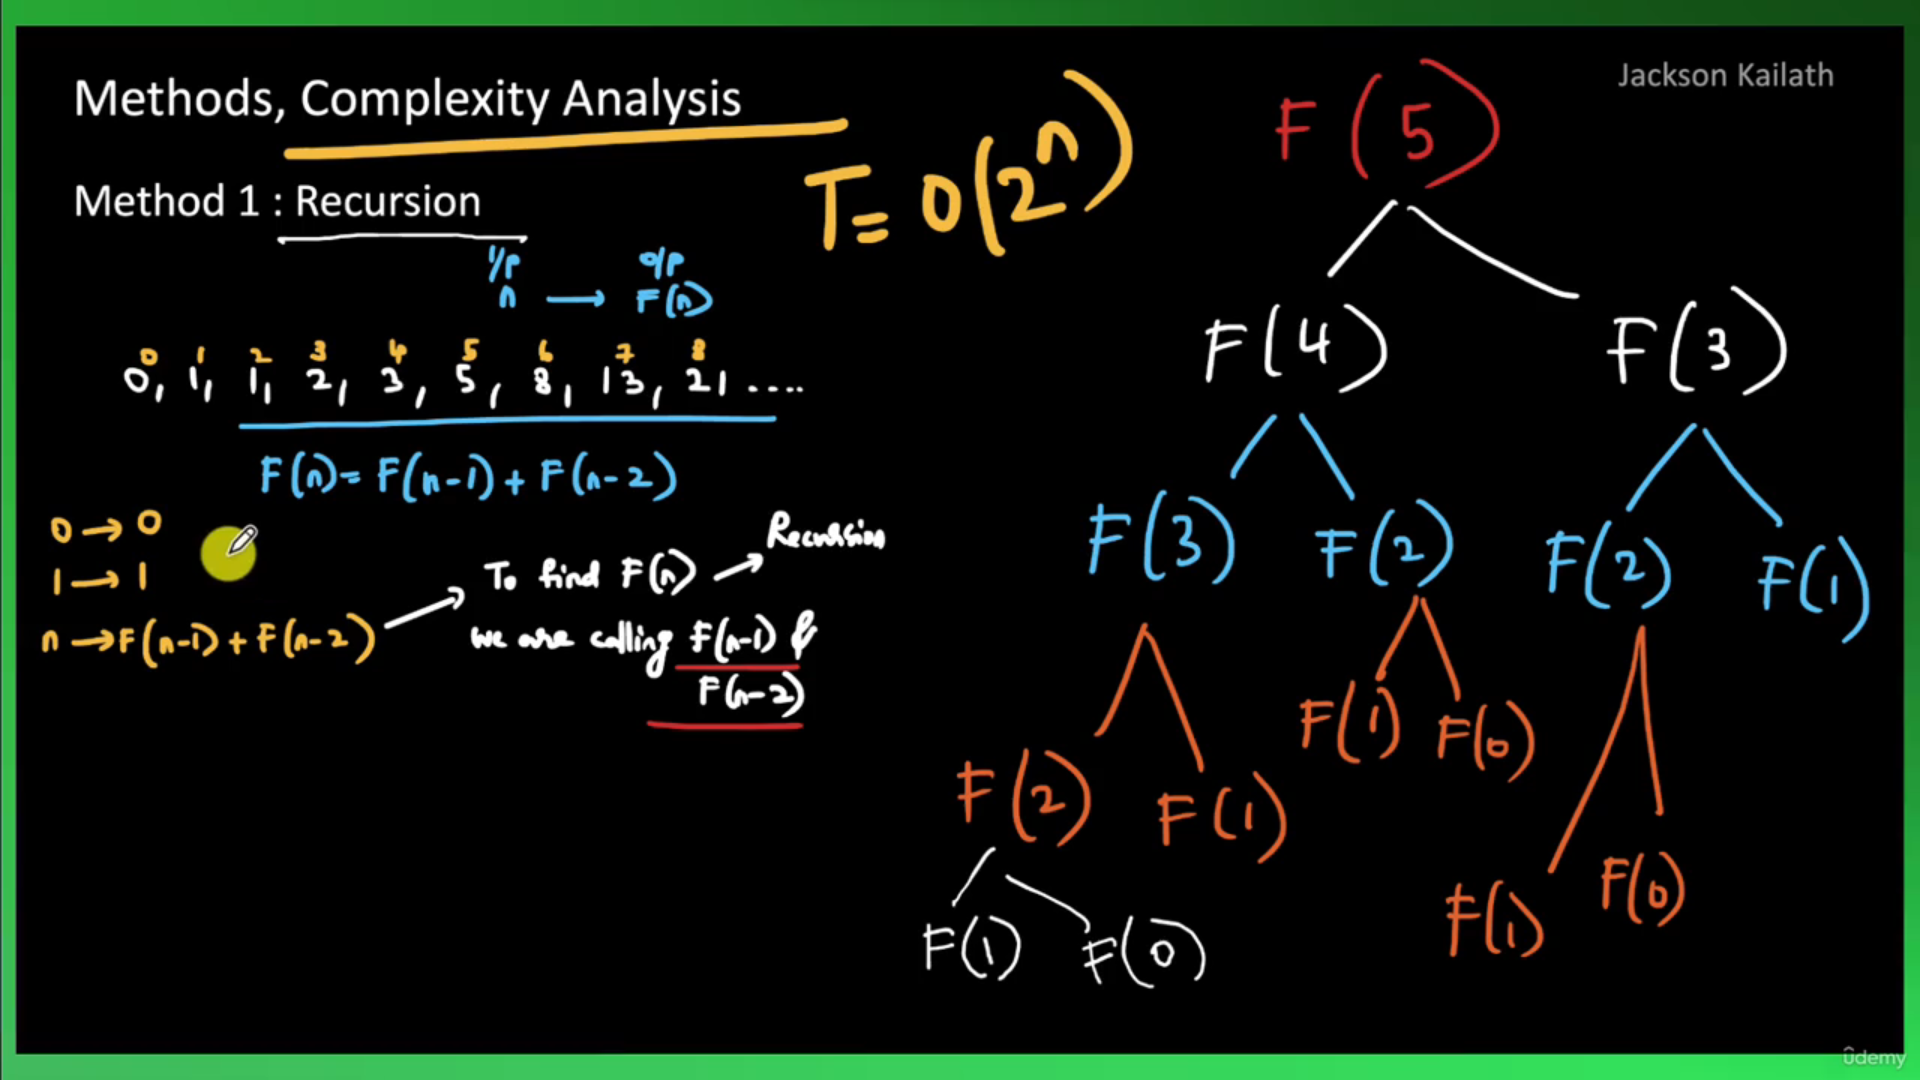 Methods, Complexity Analysis
Jackson Kailath
Method 1 : Recursion
T = O(2^n)
I/P O/P
n → F(n)
0 1 2 3 4 5 6 7 8
0, 1, 1, 2, 3, 5, 8, 13, 21 ....
F(n) = F(n-1) + F(n-2)
0 → 0
1 → 1
n → F(n-1) + F(n-2)
To find F(n) → Recursion
we are calling F(n-1) &
F(n-2)
F(5)
F(4) F(3)
F(3) F(2) F(2) F(1)
F(2) F(1) F(1) F(0) F(1) F(0)
F(1) F(0)
ûdemy